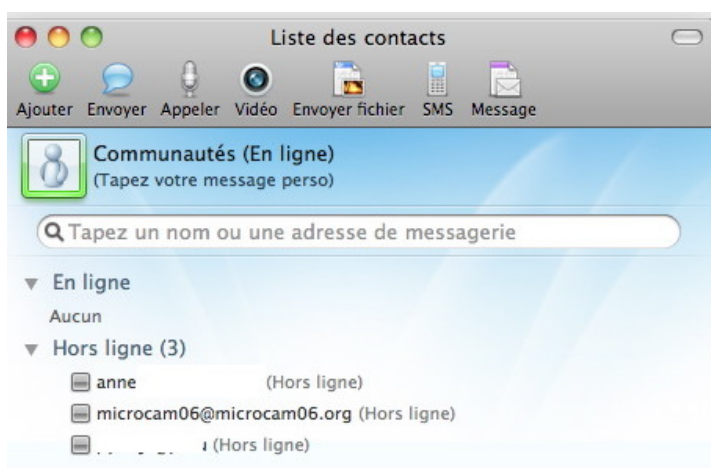 Liste des contacts
Ajouter Envoyer Appeler Vidéo Envoyer fichier SMS Message
Communautés (En ligne)
(Tapez votre message perso)
Tapez un nom ou une adresse de messagerie
En ligne
Aucun
Hors ligne (3)
anne (Hors ligne)
microcam06@microcam06.org (Hors ligne)
(Hors ligne)